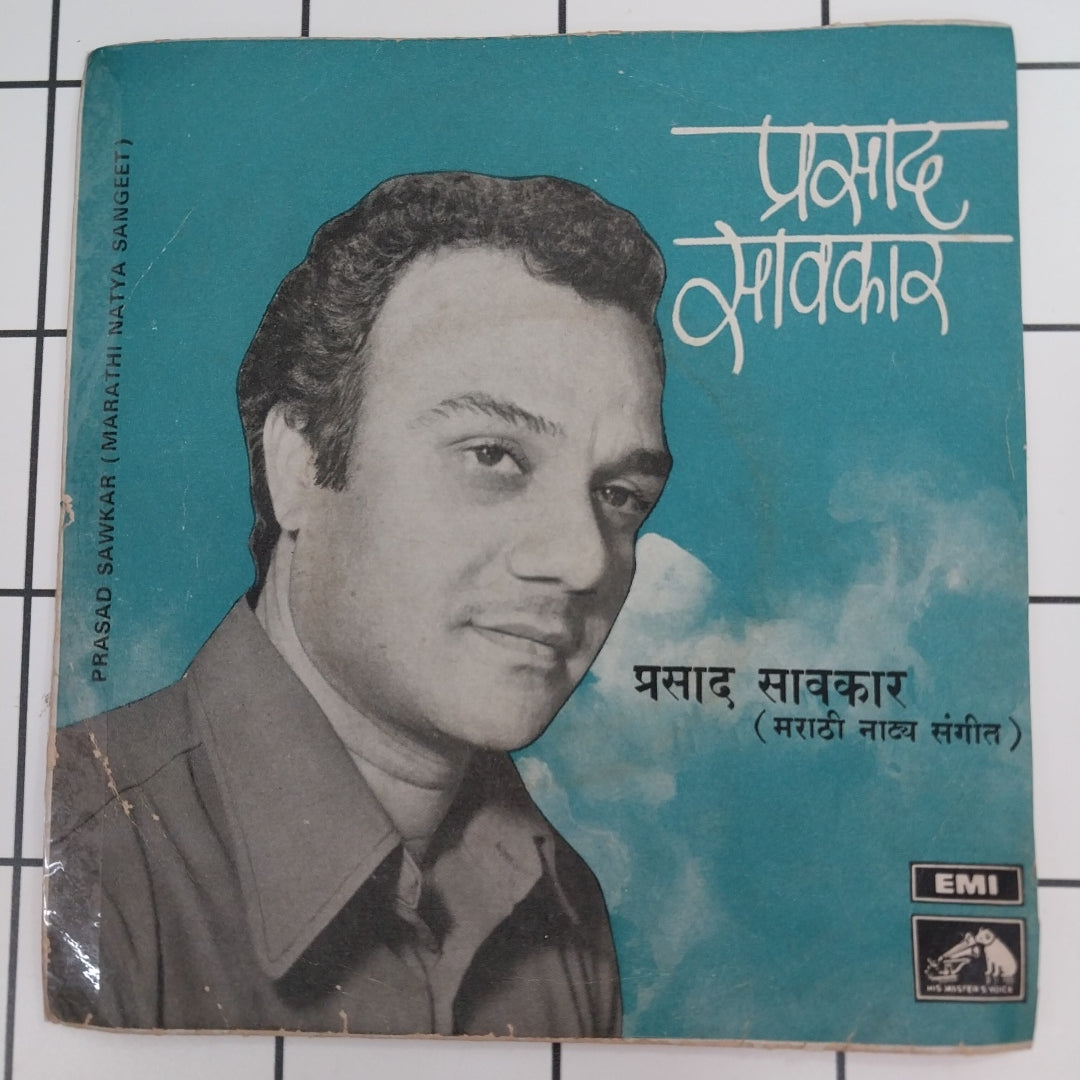 प्रसाद
सावकार
PRASAD SAWKAR (MARATHI NATYA SANGEET)
प्रसाद सावकार
(मराठी नाट्य संगीत)
EMI
HIS MASTER'S VOICE